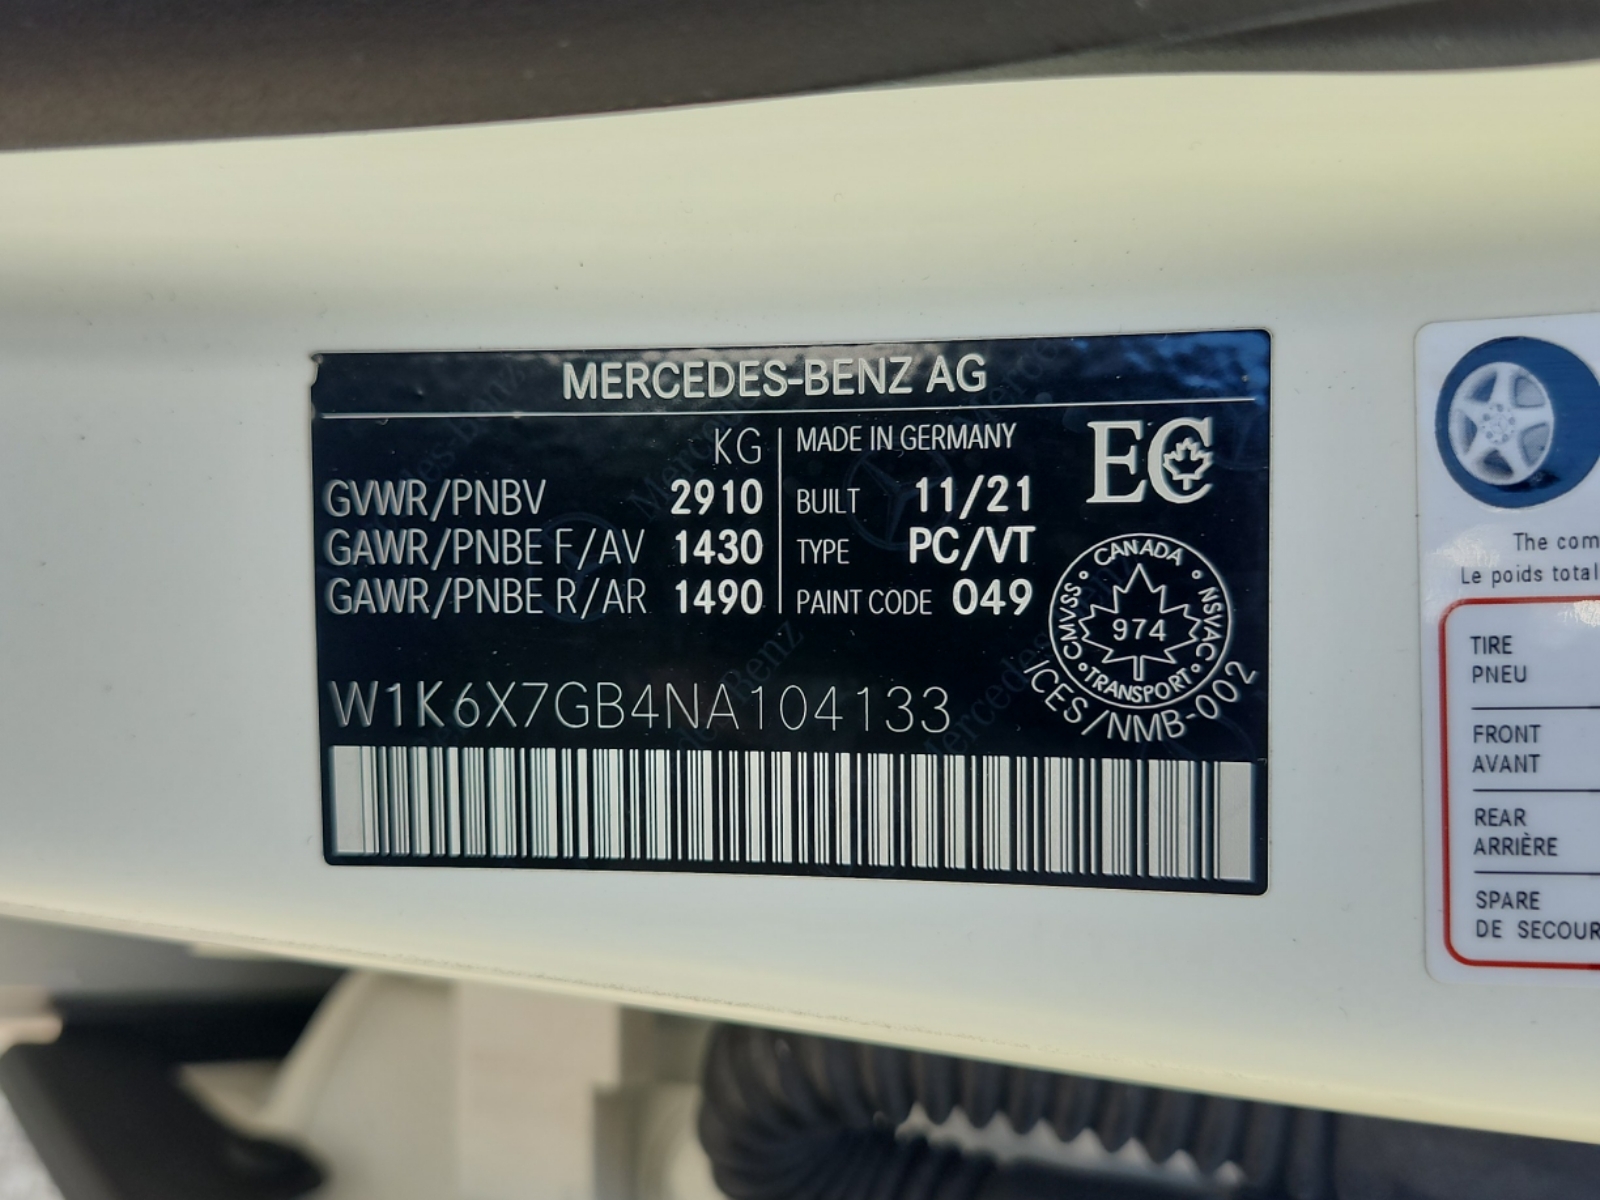 MERCEDES-BENZ AG
KG
GVWR/PNBV 2910
GAWR/PNBE F/AV 1430
GAWR/PNBE R/AR 1490
MADE IN GERMANY
BUILT 11/21
TYPE PC/VT
PAINT CODE 049
EC
CANADA
NSVAC
TRANSPORT
CMVSS
974
ICES/NMB-002
W1K6X7GB4NA104133
The com
Le poids total
TIRE
PNEU
FRONT
AVANT
REAR
ARRIÈRE
SPARE
DE SECOUR